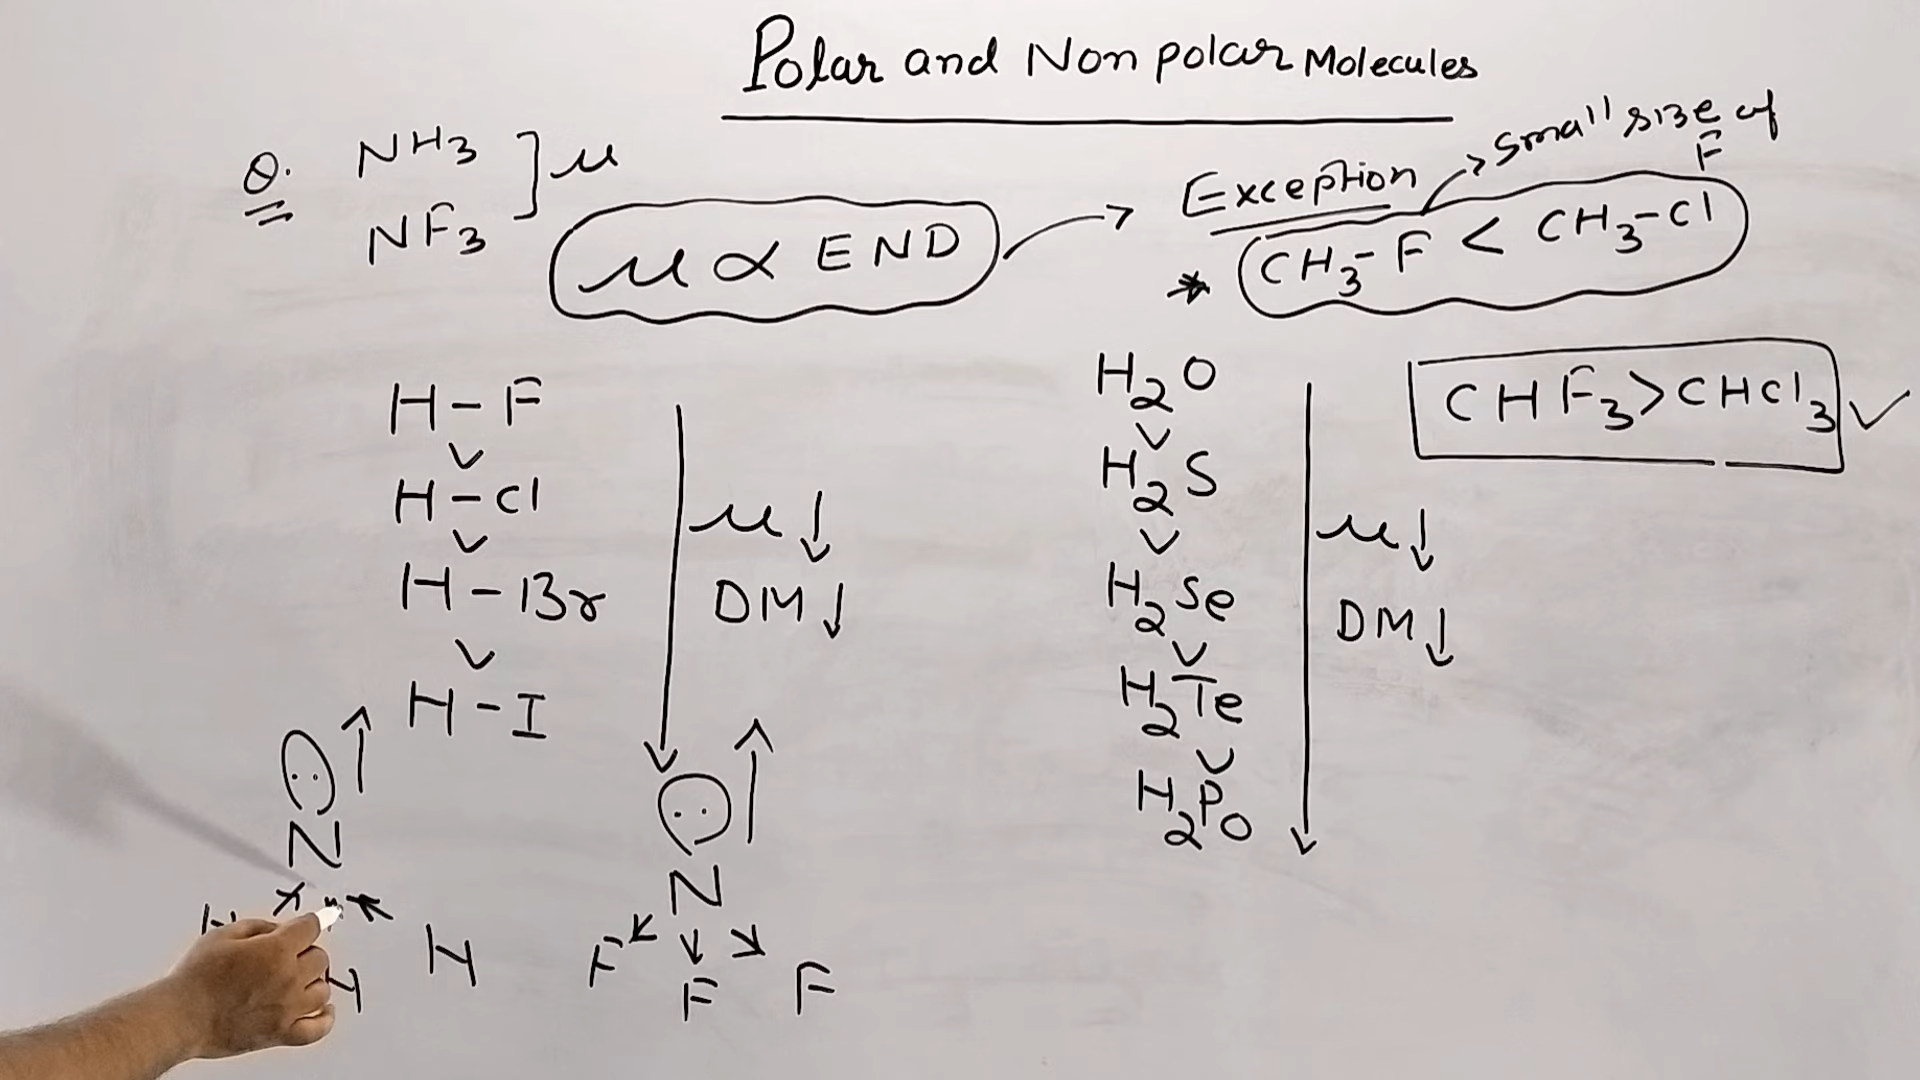 Polar and Non polar Molecules
Q. NH3
NF3 ] μ
μ ∝ END
Exception
small size of F
* CH3-F < CH3-Cl
CHF3 > CHCl3 ✓
H-F
>
H-Cl
>
H-Br
>
H-I
μ↓
DM↓
H2O
>
H2S
>
H2Se
>
H2Te
>
H2Po
μ↓
DM↓
N
H H H
N
F F F